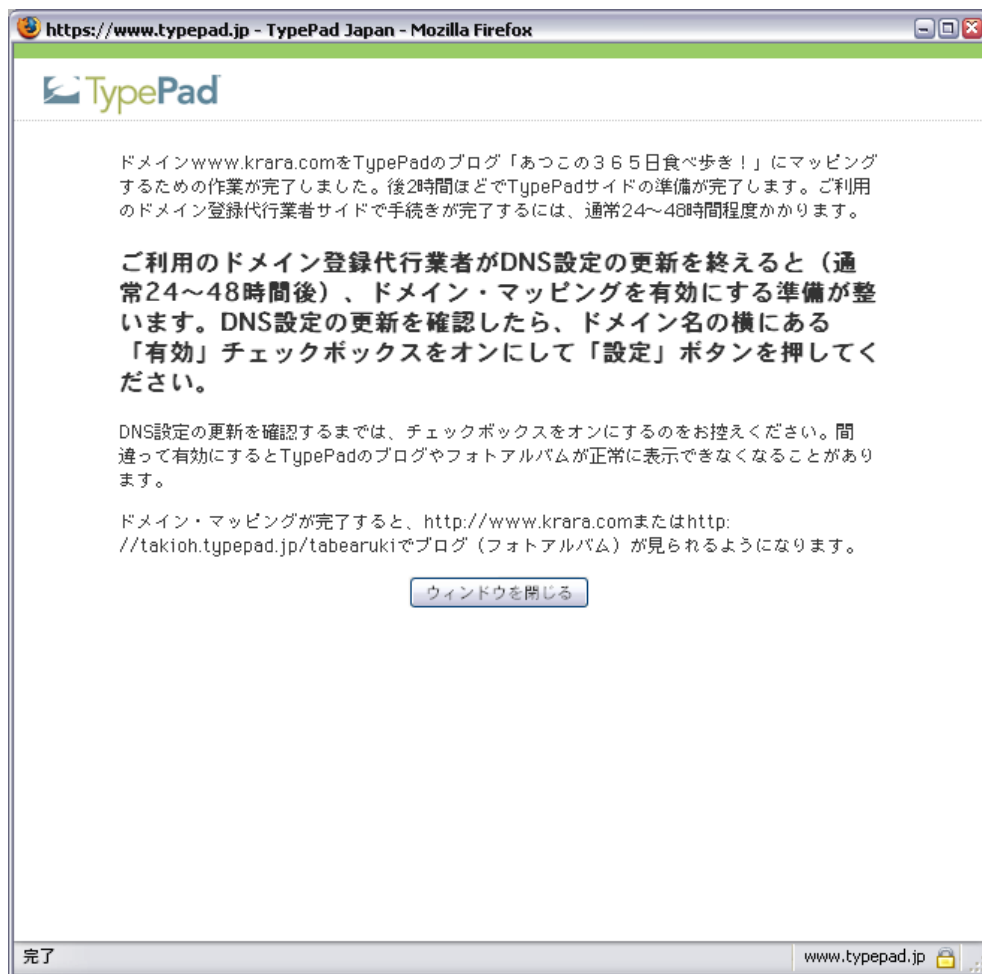 https://www.typepad.jp - TypePad Japan - Mozilla Firefox
TypePad
ドメインwww.krara.comをTypePadのブログ「あつこの３６５日食べ歩き！」にマッピング
するための作業が完了しました。後2時間ほどでTypePadサイドの準備が完了します。ご利用
のドメイン登録代行業者サイドで手続きが完了するには、通常24～48時間程度かかります。
ご利用のドメイン登録代行業者がDNS設定の更新を終えると（通
常24～48時間後）、ドメイン・マッピングを有効にする準備が整
います。DNS設定の更新を確認したら、ドメイン名の横にある
「有効」チェックボックスをオンにして「設定」ボタンを押してく
ださい。
DNS設定の更新を確認するまでは、チェックボックスをオンにするのをお控えください。間
違って有効にするとTypePadのブログやフォトアルバムが正常に表示できなくなることがあり
ます。
ドメイン・マッピングが完了すると、http://www.krara.comまたはhttp:
//takioh.typepad.jp/tabearukiでブログ（フォトアルバム）が見られるようになります。
ウィンドウを閉じる
完了
www.typepad.jp